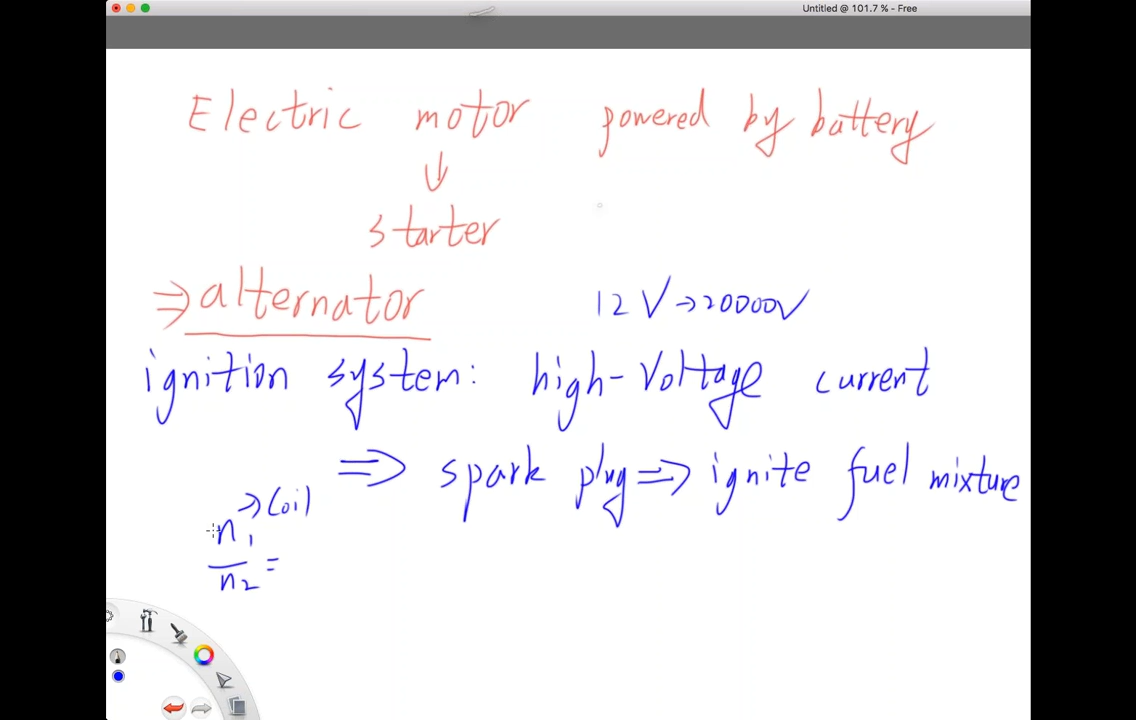 Untitled @ 101.7 % - Free
Electric motor powered by battery
↓
starter
⇒ alternator
12 V → 20000V
ignition system: high-voltage current
⇒ spark plug ⇒ ignite fuel mixture
→ Coil
n1
n2 =